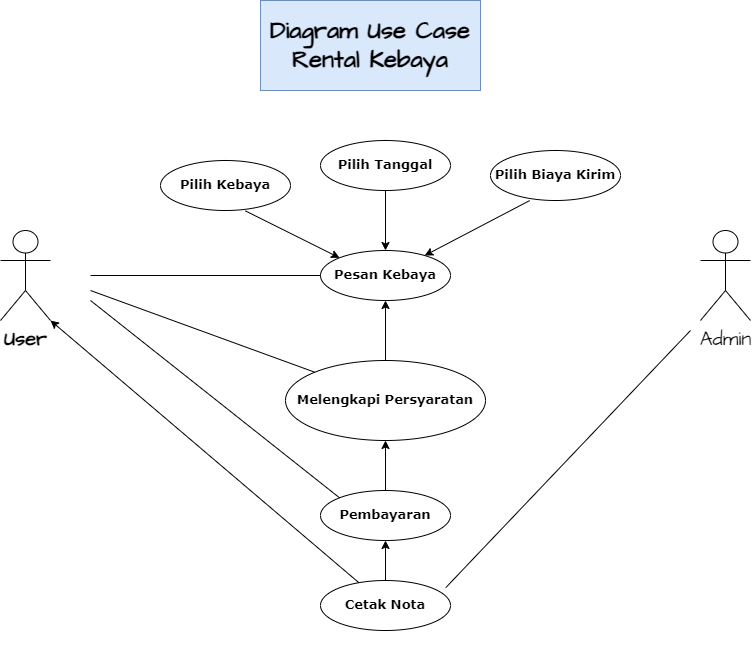 Diagram Use Case
Rental Kebaya
Pilih Kebaya
Pilih Tanggal
Pilih Biaya Kirim
Pesan Kebaya
User
Admin
Melengkapi Persyaratan
Pembayaran
Cetak Nota